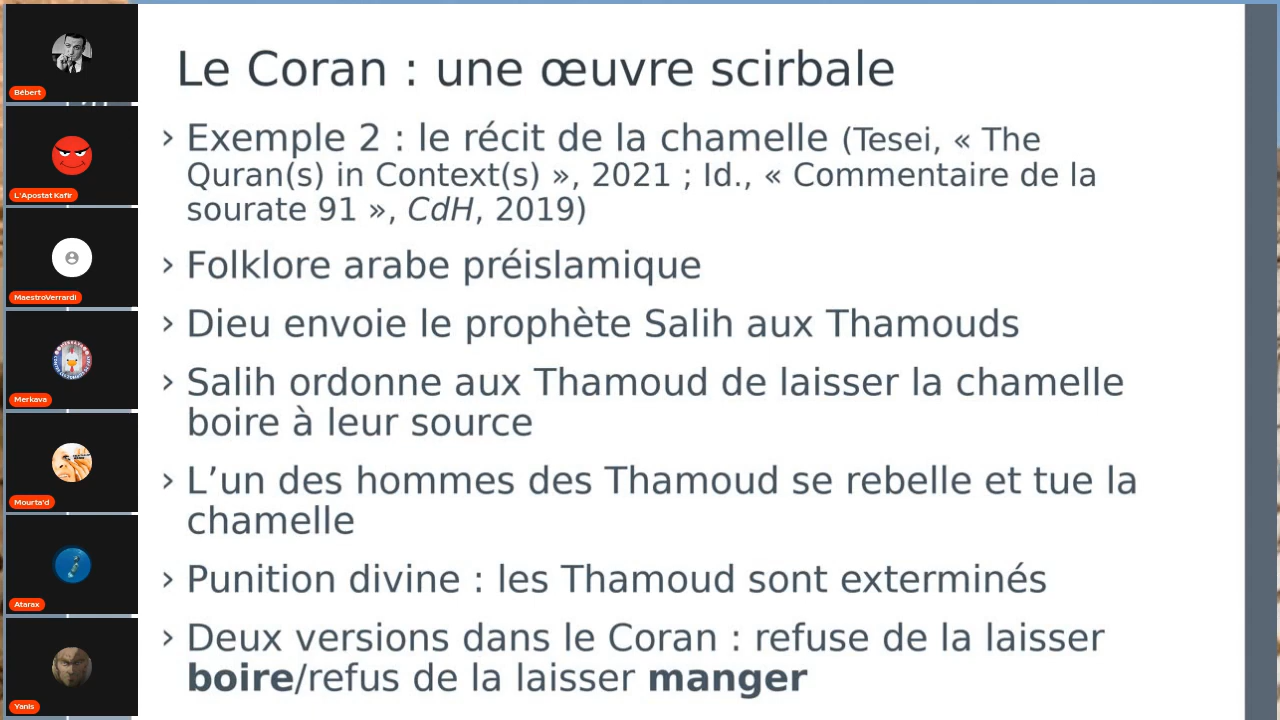 Le Coran : une œuvre scirbale
› Exemple 2 : le récit de la chamelle (Tesei, « The
Quran(s) in Context(s) », 2021 ; Id., « Commentaire de la
sourate 91 », CdH, 2019)
› Folklore arabe préislamique
› Dieu envoie le prophète Salih aux Thamouds
› Salih ordonne aux Thamoud de laisser la chamelle
boire à leur source
› L’un des hommes des Thamoud se rebelle et tue la
chamelle
› Punition divine : les Thamoud sont exterminés
› Deux versions dans le Coran : refuse de la laisser
boire/refus de la laisser manger
Bébert
L'Apostat Kafir
MaestroVerrardi
Merkava
Mourta'd
Atarax
Yanis